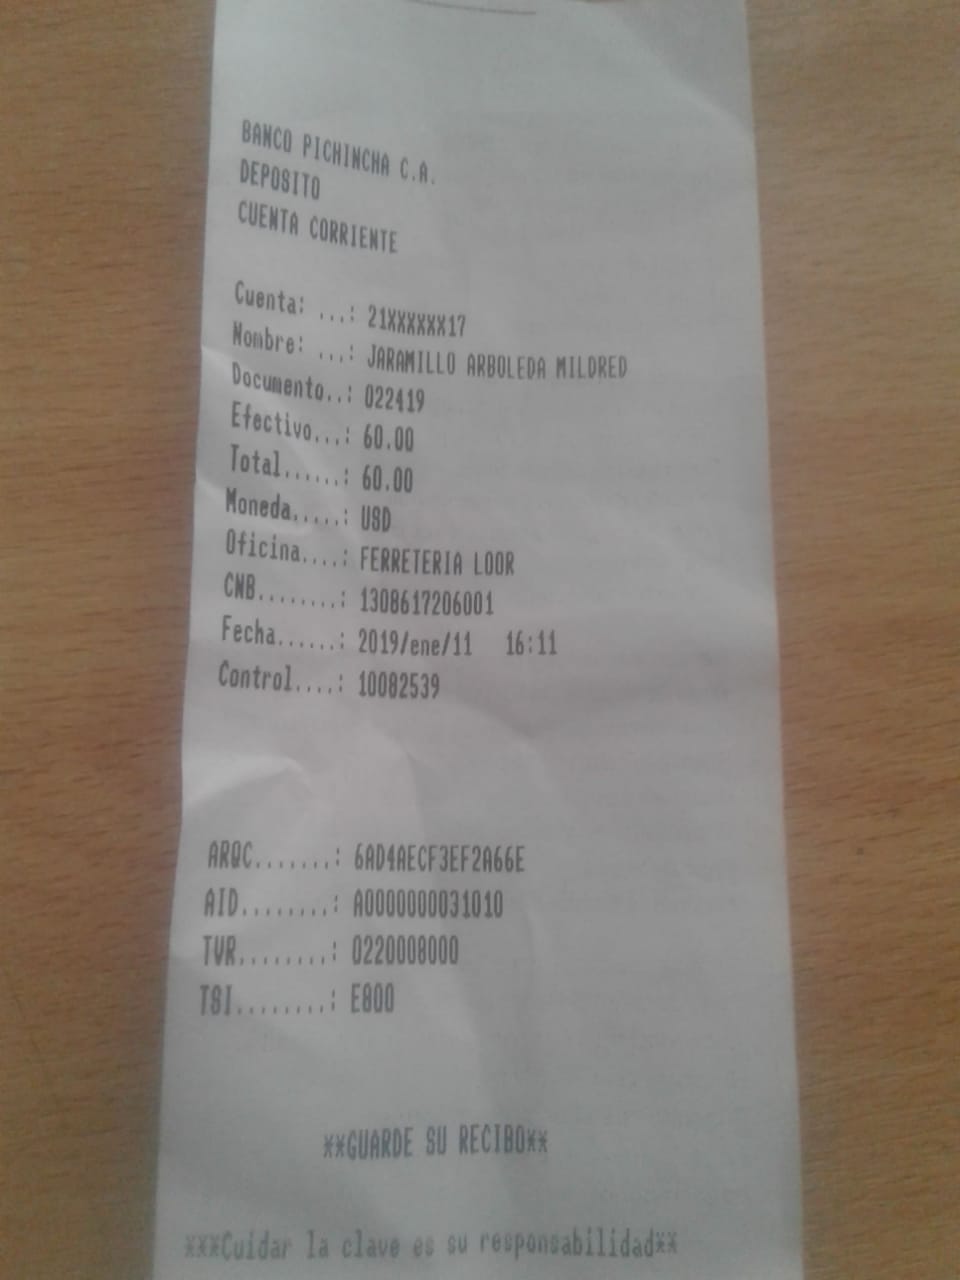 BANCO PICHINCHA C.A.
DEPOSITO
CUENTA CORRIENTE
Cuenta: ...: 21XXXXXX17
Nombre: ...: JARAMILLO ARBOLEDA MILDRED
Documento..: 022419
Efectivo...: 60.00
Total......: 60.00
Moneda.....: USD
Oficina....: FERRETERIA LOOR
CNB........: 1308617206001
Fecha......: 2019/ene/11 16:11
Control....: 10082539
ARQC.......: 6AD4AECF3EF2A66E
AID........: A0000000031010
TVR........: 0220008000
TSI........: E800
**GUARDE SU RECIBO**
***Cuidar la clave es su responsabilidad**